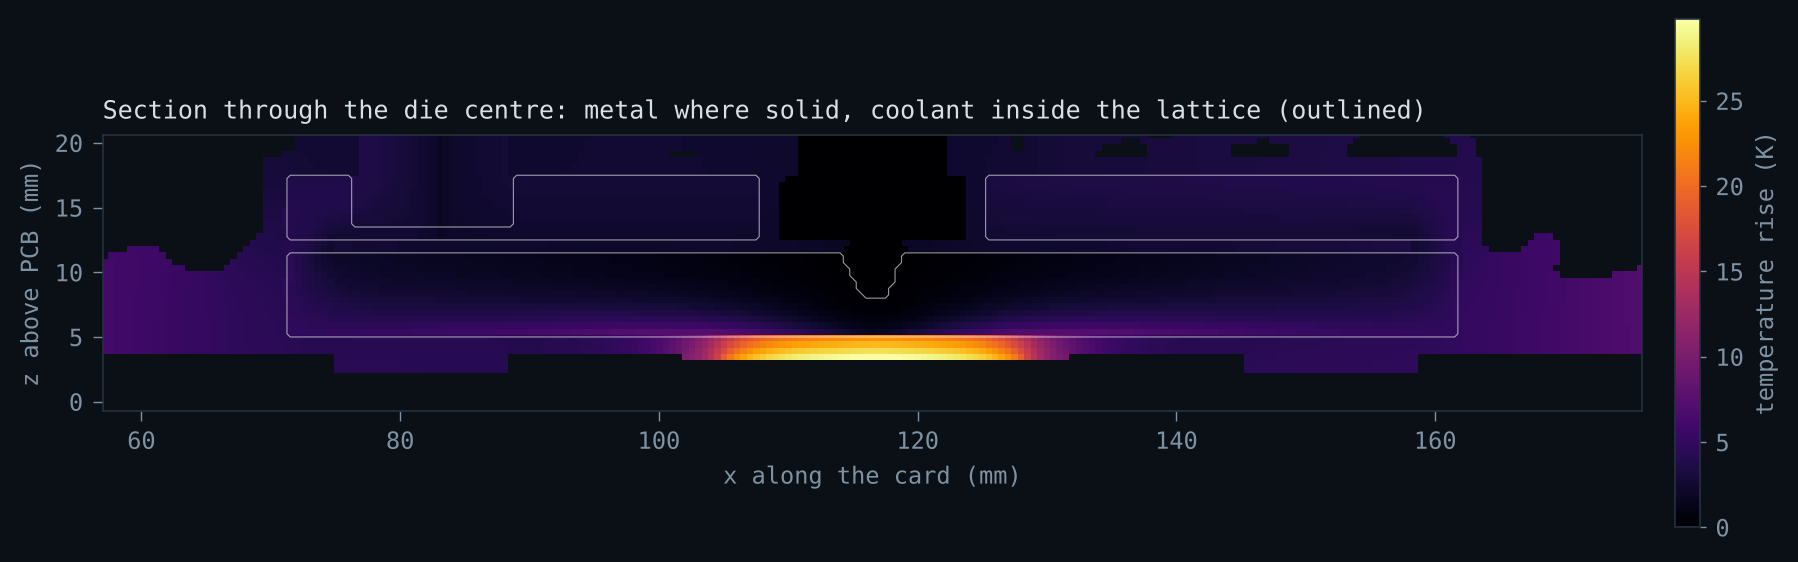 Section through the die centre: metal where solid, coolant inside the lattice (outlined)
20
15
10
5
0
z above PCB (mm)
60 80 100 120 140 160
x along the card (mm)
25
20
15
10
5
0
temperature rise (K)